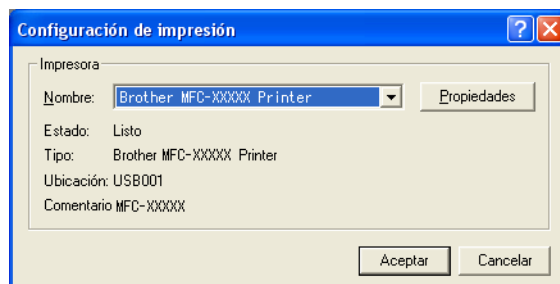 Configuración de impresión
Impresora
Nombre: Brother MFC-XXXXX Printer Propiedades
Estado: Listo
Tipo: Brother MFC-XXXXX Printer
Ubicación: USB001
Comentario MFC-XXXXX
Aceptar Cancelar